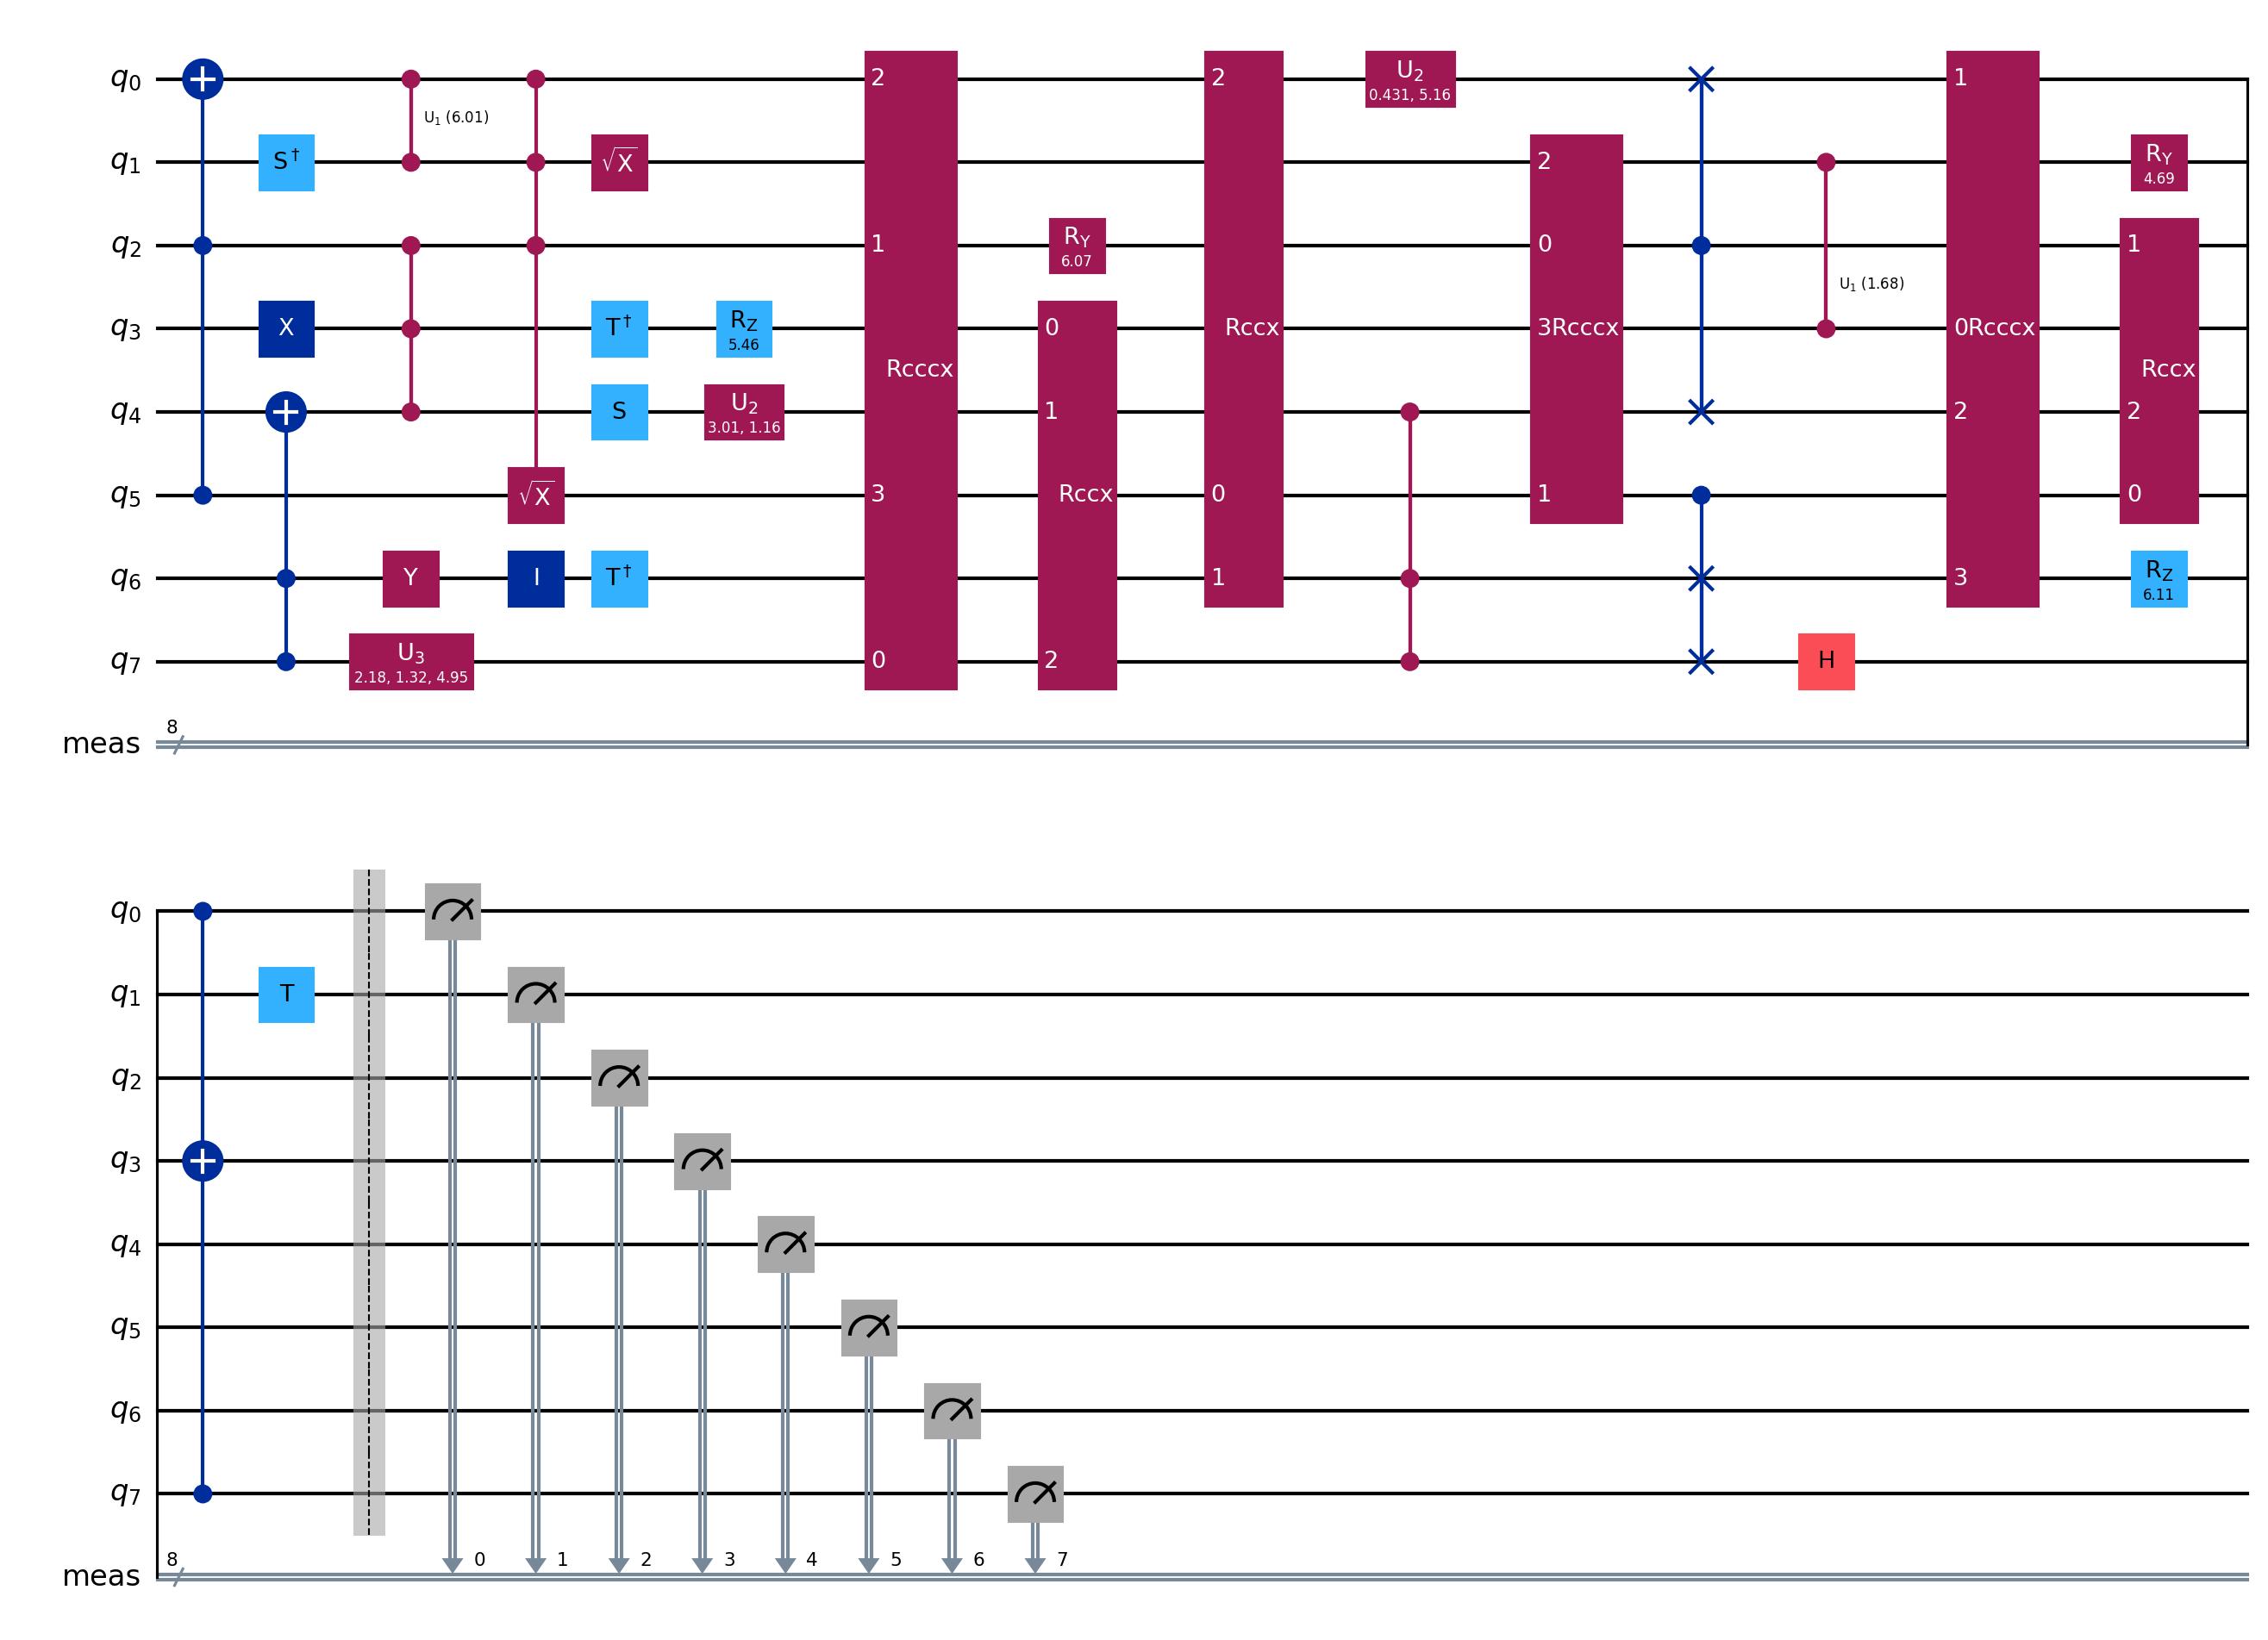 q0 2 2 U2 1
0.431, 5.16
U1 (6.01)
q1 S† √X 2 RY
4.69
q2 1 RY 0 1
6.07
U1 (1.68)
q3 X T† RZ 0 Rccx 3Rcccx 0Rcccx
5.46
Rcccx Rccx
q4 S U2 1 2 2
3.01, 1.16
q5 √X 3 Rccx 0 1 0
q6 Y I T† 1 3 RZ
6.11
q7 U3 0 2 H
2.18, 1.32, 4.95
8
meas
q0
q1 T
q2
q3
q4
q5
q6
q7
8 0 1 2 3 4 5 6 7
meas